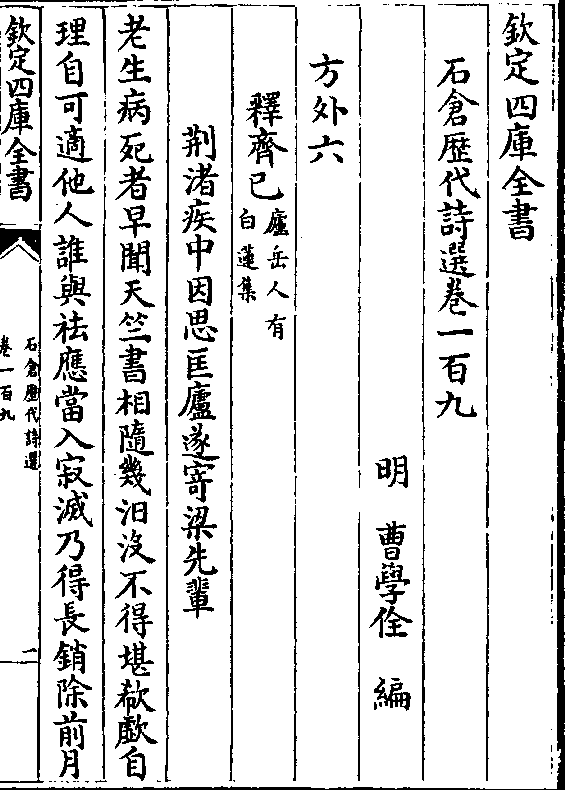 欽定四庫全書
石倉歷代詩選卷一百九
明 曹學佺 編
方外六
釋齊已廬岳人有
白蓮集
荆渚疾中因思匡廬遂寄梁先輩
老生病死者早聞天竺書相隨幾汨沒不得堪欷歔自
理自可適他人誰與祛應當入寂滅乃得長銷除前月
欽定四庫全書
石倉歷代詩選
卷一百九
一